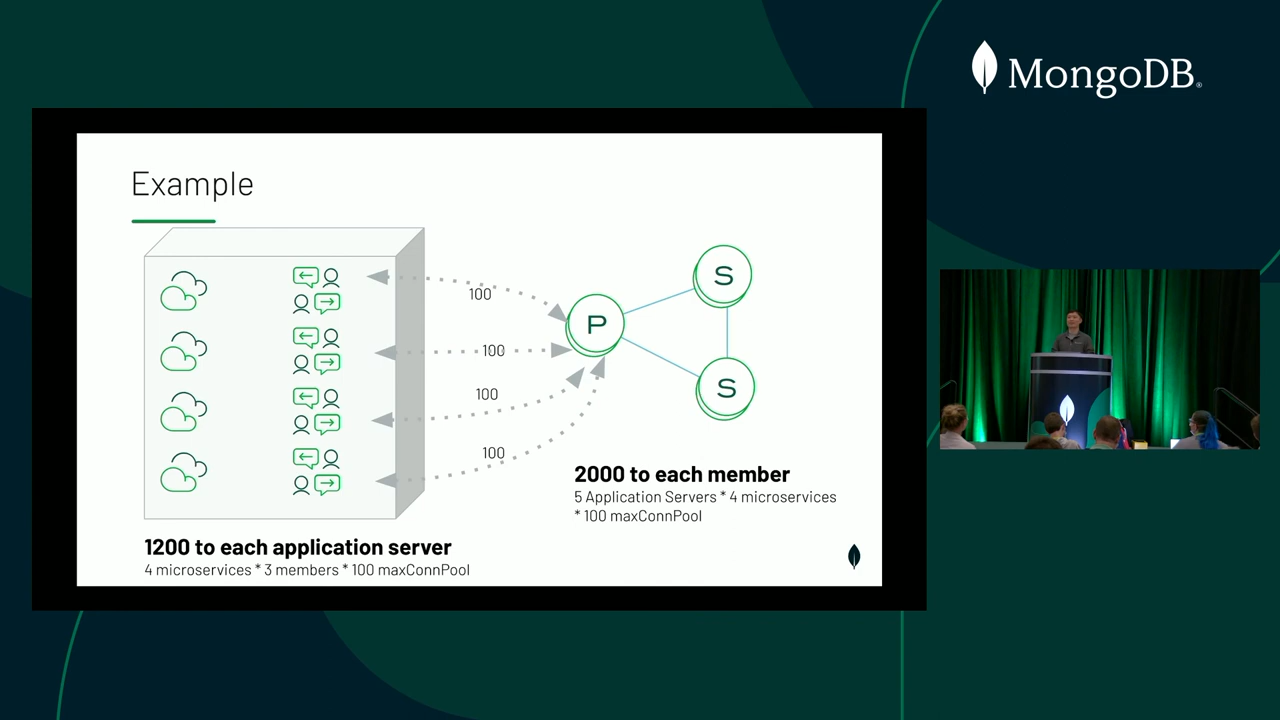 MongoDB®
Example
100
100
100
100
P
S
S
2000 to each member
5 Application Servers * 4 microservices
* 100 maxConnPool
1200 to each application server
4 microservices * 3 members * 100 maxConnPool